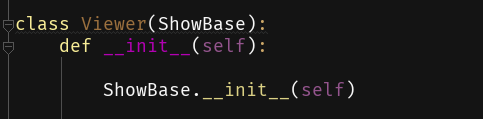 class Viewer(ShowBase):
    def __init__(self):
        ShowBase.__init__(self)